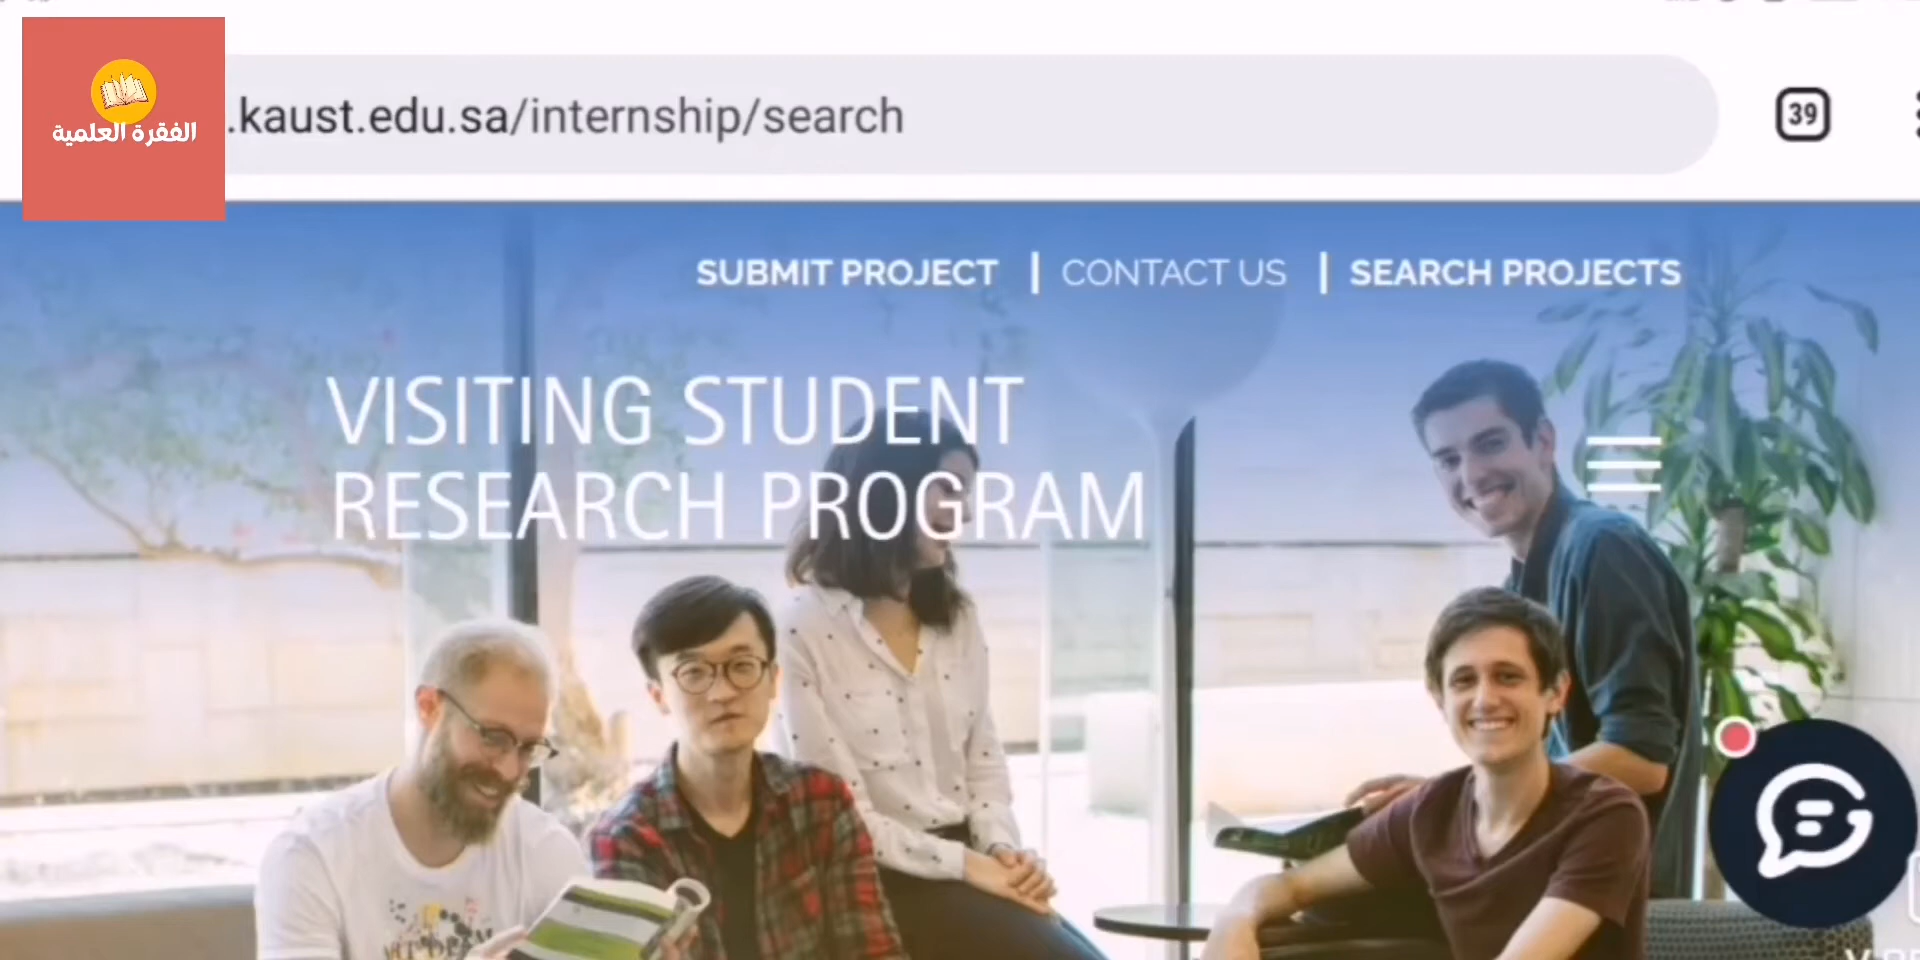 الفقرة العلمية
.kaust.edu.sa/internship/search
39
SUBMIT PROJECT | CONTACT US | SEARCH PROJECTS
VISITING STUDENT
RESEARCH PROGRAM